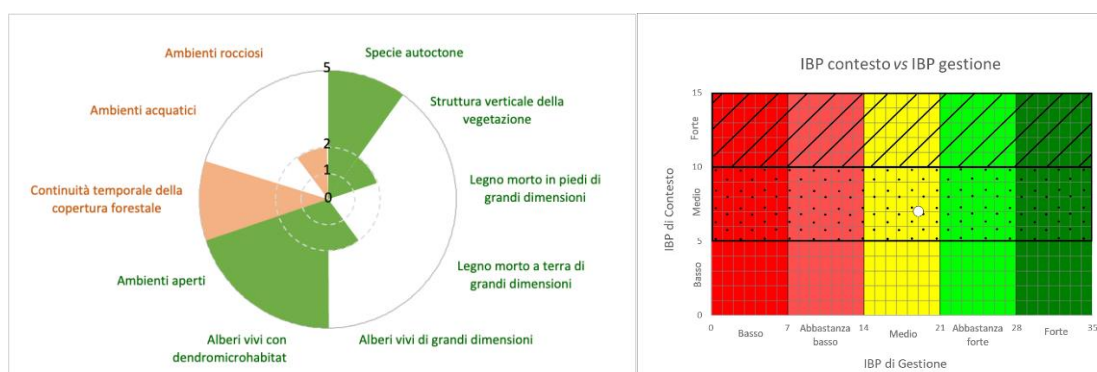 Ambienti rocciosi
Specie autoctone
5
Ambienti acquatici
Struttura verticale della
vegetazione
2
1
0
Continuità temporale della
copertura forestale
Legno morto in piedi di
grandi dimensioni
Ambienti aperti
Legno morto a terra di
grandi dimensioni
Alberi vivi con
dendromicrohabitat
Alberi vivi di grandi dimensioni
IBP contesto vs IBP gestione
IBP di Contesto
Forte
Medio
Basso
15
10
5
0
0 7 14 21 28 35
Basso
Abbastanza
basso
Medio
Abbastanza
forte
Forte
IBP di Gestione